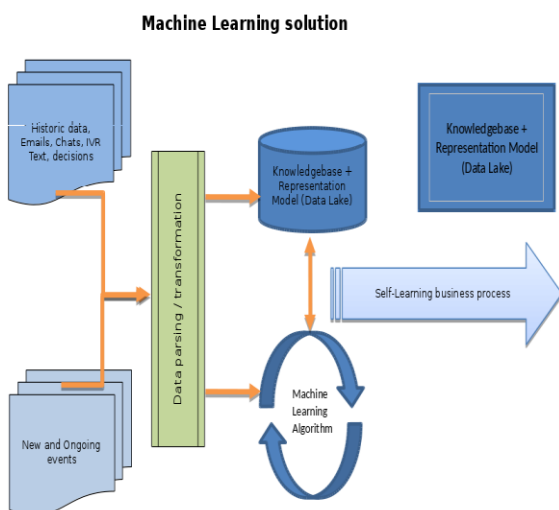 Machine Learning solution
Historic data,
Emails, Chats, IVR
Text, decisions
Data parsing / transformation
Knowledgebase +
Representation
Model (Data Lake)
Knowledgebase +
Representation Model
(Data Lake)
Self-Learning business process
Machine
Learning
Algorithm
New and Ongoing
events